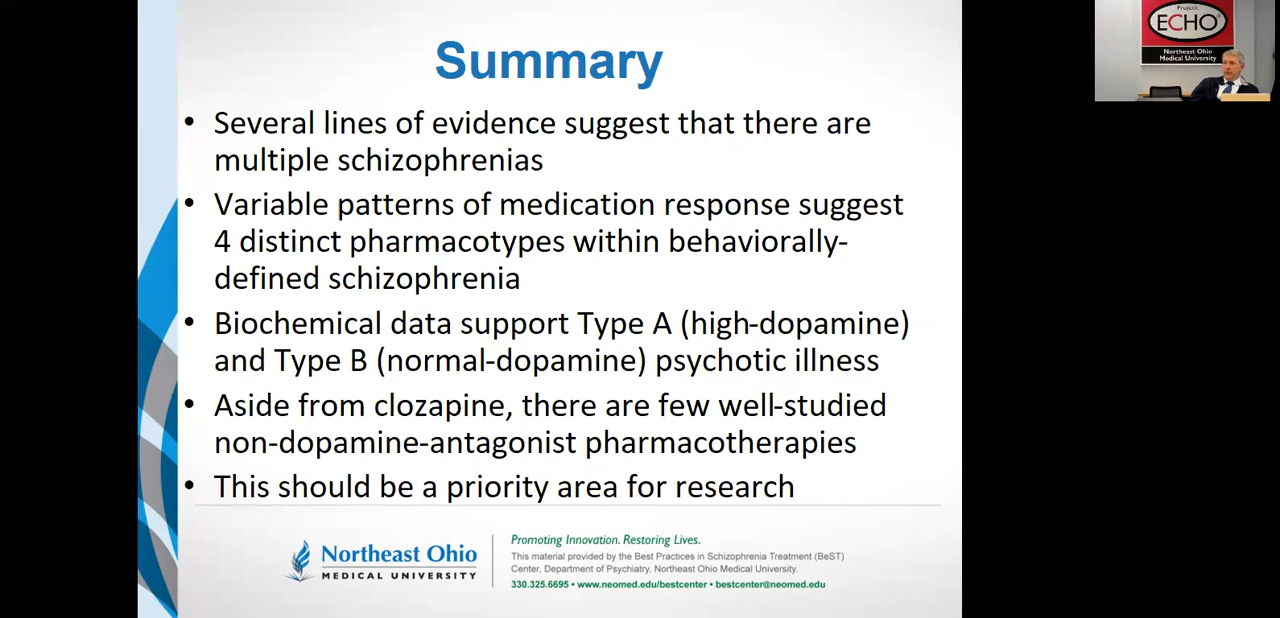 Summary
• Several lines of evidence suggest that there are
multiple schizophrenias
• Variable patterns of medication response suggest
4 distinct pharmacotypes within behaviorally-
defined schizophrenia
• Biochemical data support Type A (high-dopamine)
and Type B (normal-dopamine) psychotic illness
• Aside from clozapine, there are few well-studied
non-dopamine-antagonist pharmacotherapies
• This should be a priority area for research
Northeast Ohio
MEDICAL UNIVERSITY
Promoting Innovation. Restoring Lives.
This material provided by the Best Practices in Schizophrenia Treatment (BeST)
Center, Department of Psychiatry, Northeast Ohio Medical University.
330.325.6695 • www.neomed.edu/bestcenter • bestcenter@neomed.edu
Project
ECHO®
Northeast Ohio
Medical University